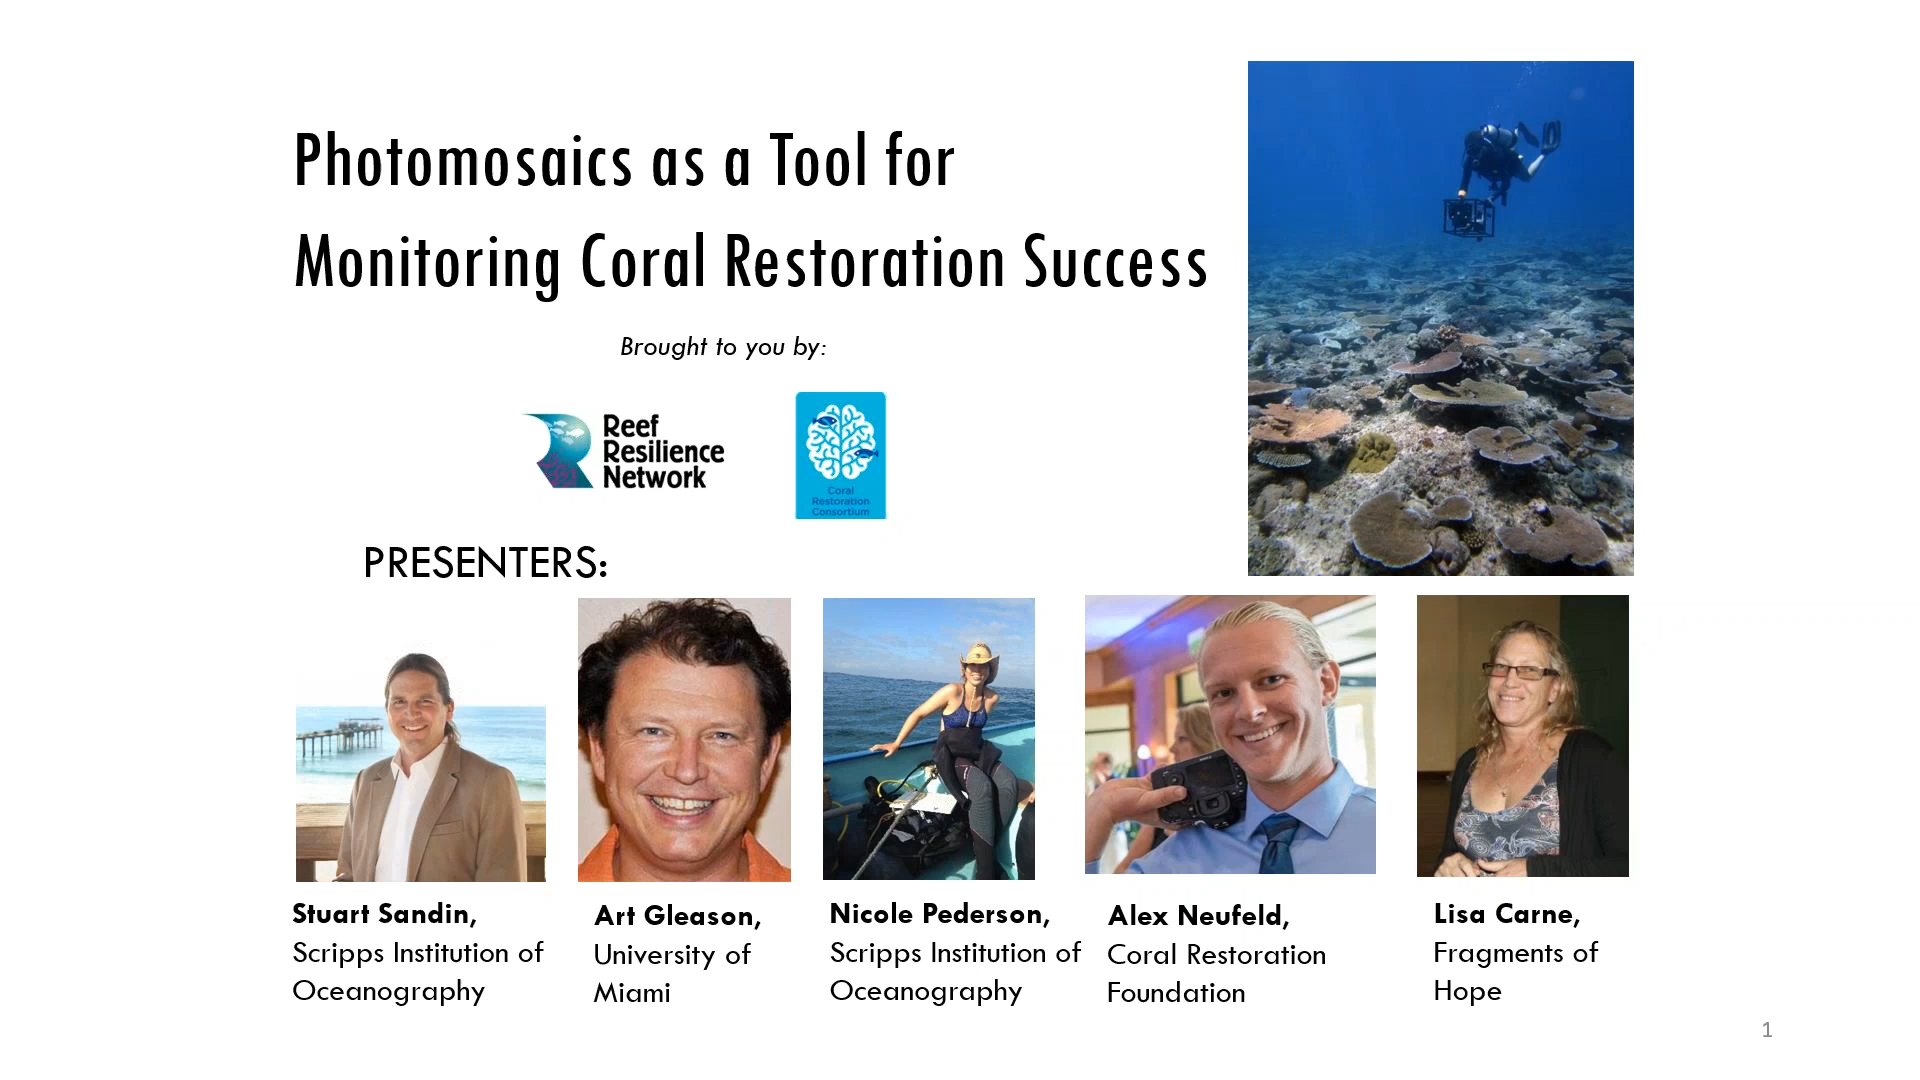 Photomosaics as a Tool for
Monitoring Coral Restoration Success
Brought to you by:
Reef
Resilience
Network
Coral
Restoration
Consortium
PRESENTERS:
Stuart Sandin,
Scripps Institution of
Oceanography
Art Gleason,
University of
Miami
Nicole Pederson,
Scripps Institution of
Oceanography
Alex Neufeld,
Coral Restoration
Foundation
Lisa Carne,
Fragments of
Hope
1